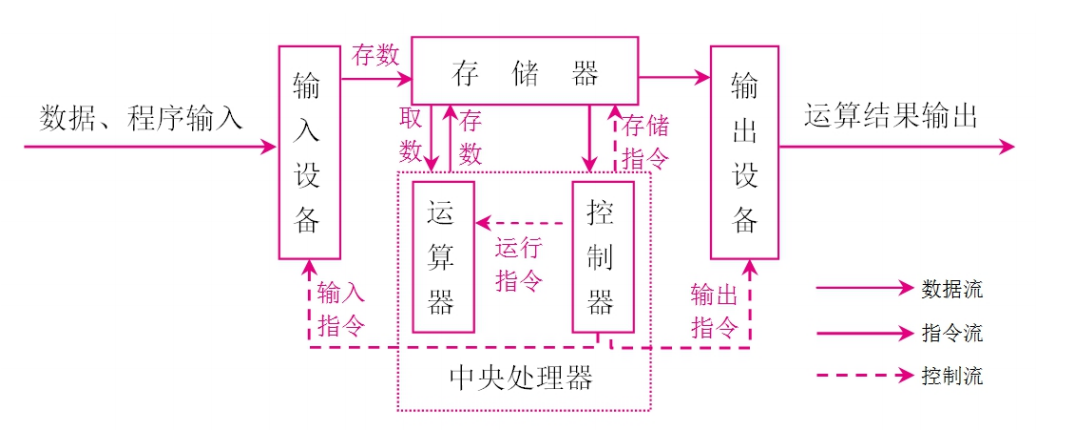 存数
存储器
输入设备
输出设备
数据、程序输入
运算结果输出
取数
存数
存储
指令
运算器
控制器
运行
指令
输入
指令
输出
指令
中央处理器
数据流
指令流
控制流